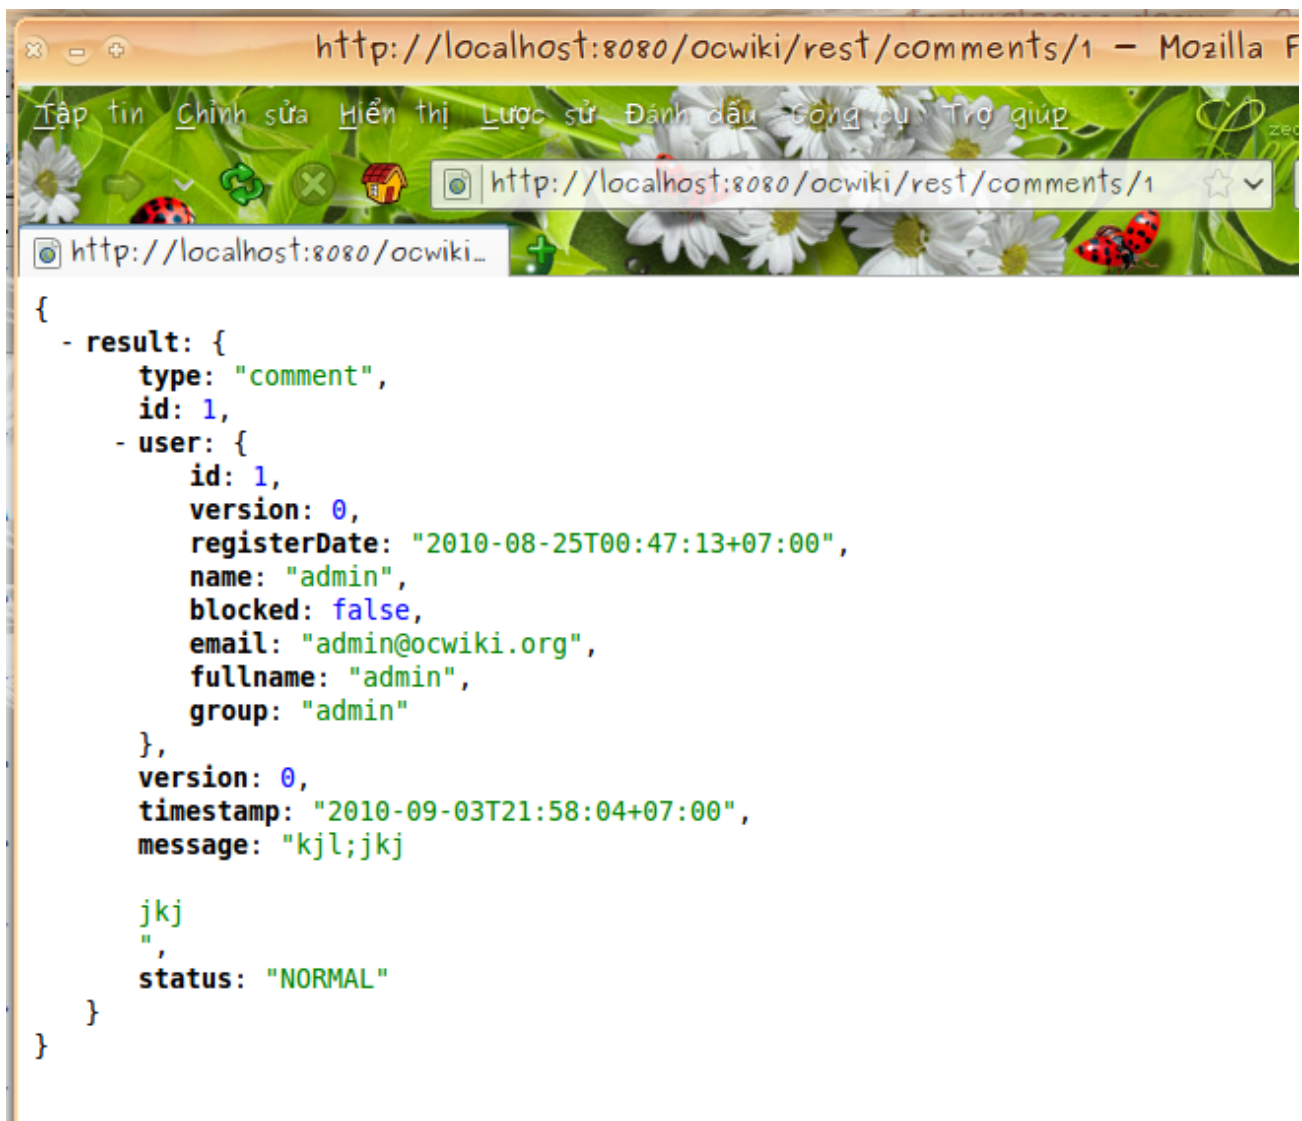 http://localhost:8080/ocwiki/rest/comments/1 – Mozilla F
Tập tin Chỉnh sửa Hiển thị Lược sử Đánh dấu Công cụ Trợ giúp
http://localhost:8080/ocwiki/rest/comments/1
http://localhost:8080/ocwiki…
{
- result: {
type: "comment",
id: 1,
- user: {
id: 1,
version: 0,
registerDate: "2010-08-25T00:47:13+07:00",
name: "admin",
blocked: false,
email: "admin@ocwiki.org",
fullname: "admin",
group: "admin"
},
version: 0,
timestamp: "2010-09-03T21:58:04+07:00",
message: "kjl;jkj
jkj
",
status: "NORMAL"
}
}